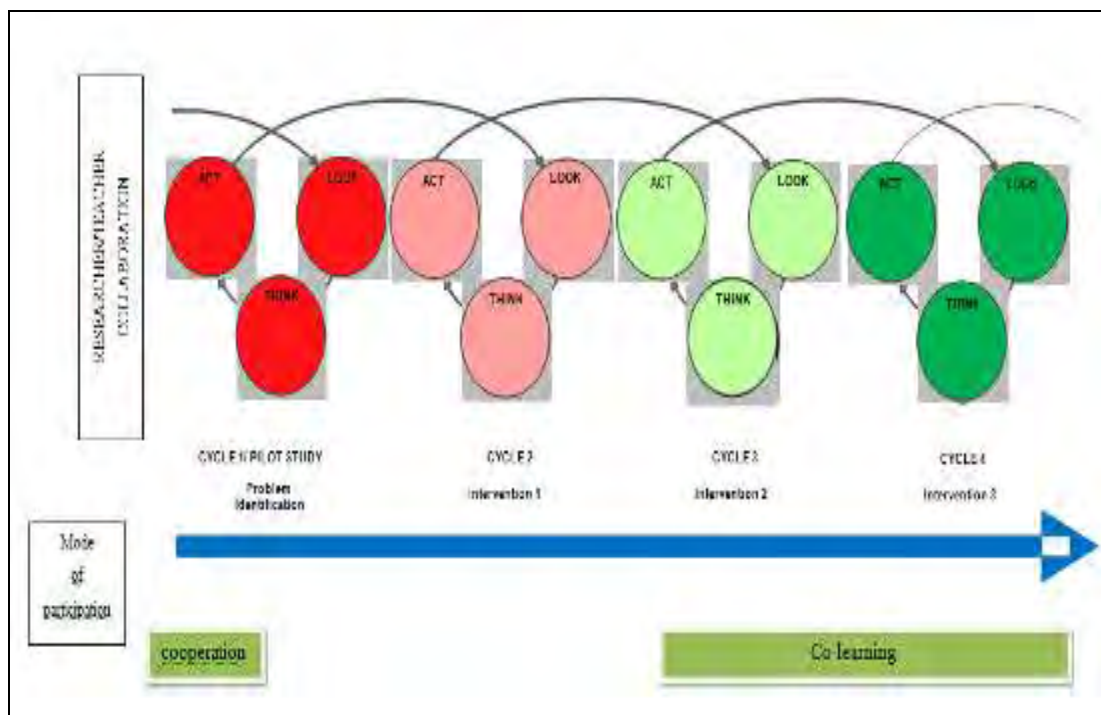 RESEARCHER/TEACHER
COLLABORATION
ACT
LOOK
THINK
ACT
LOOK
THINK
ACT
LOOK
THINK
ACT
LOOK
THINK
CYCLE 1/ PILOT STUDY
Problem
Identification
CYCLE 2
Intervention 1
CYCLE 3
Intervention 2
CYCLE 4
Intervention 3
Mode
of
participation
cooperation
Co-learning